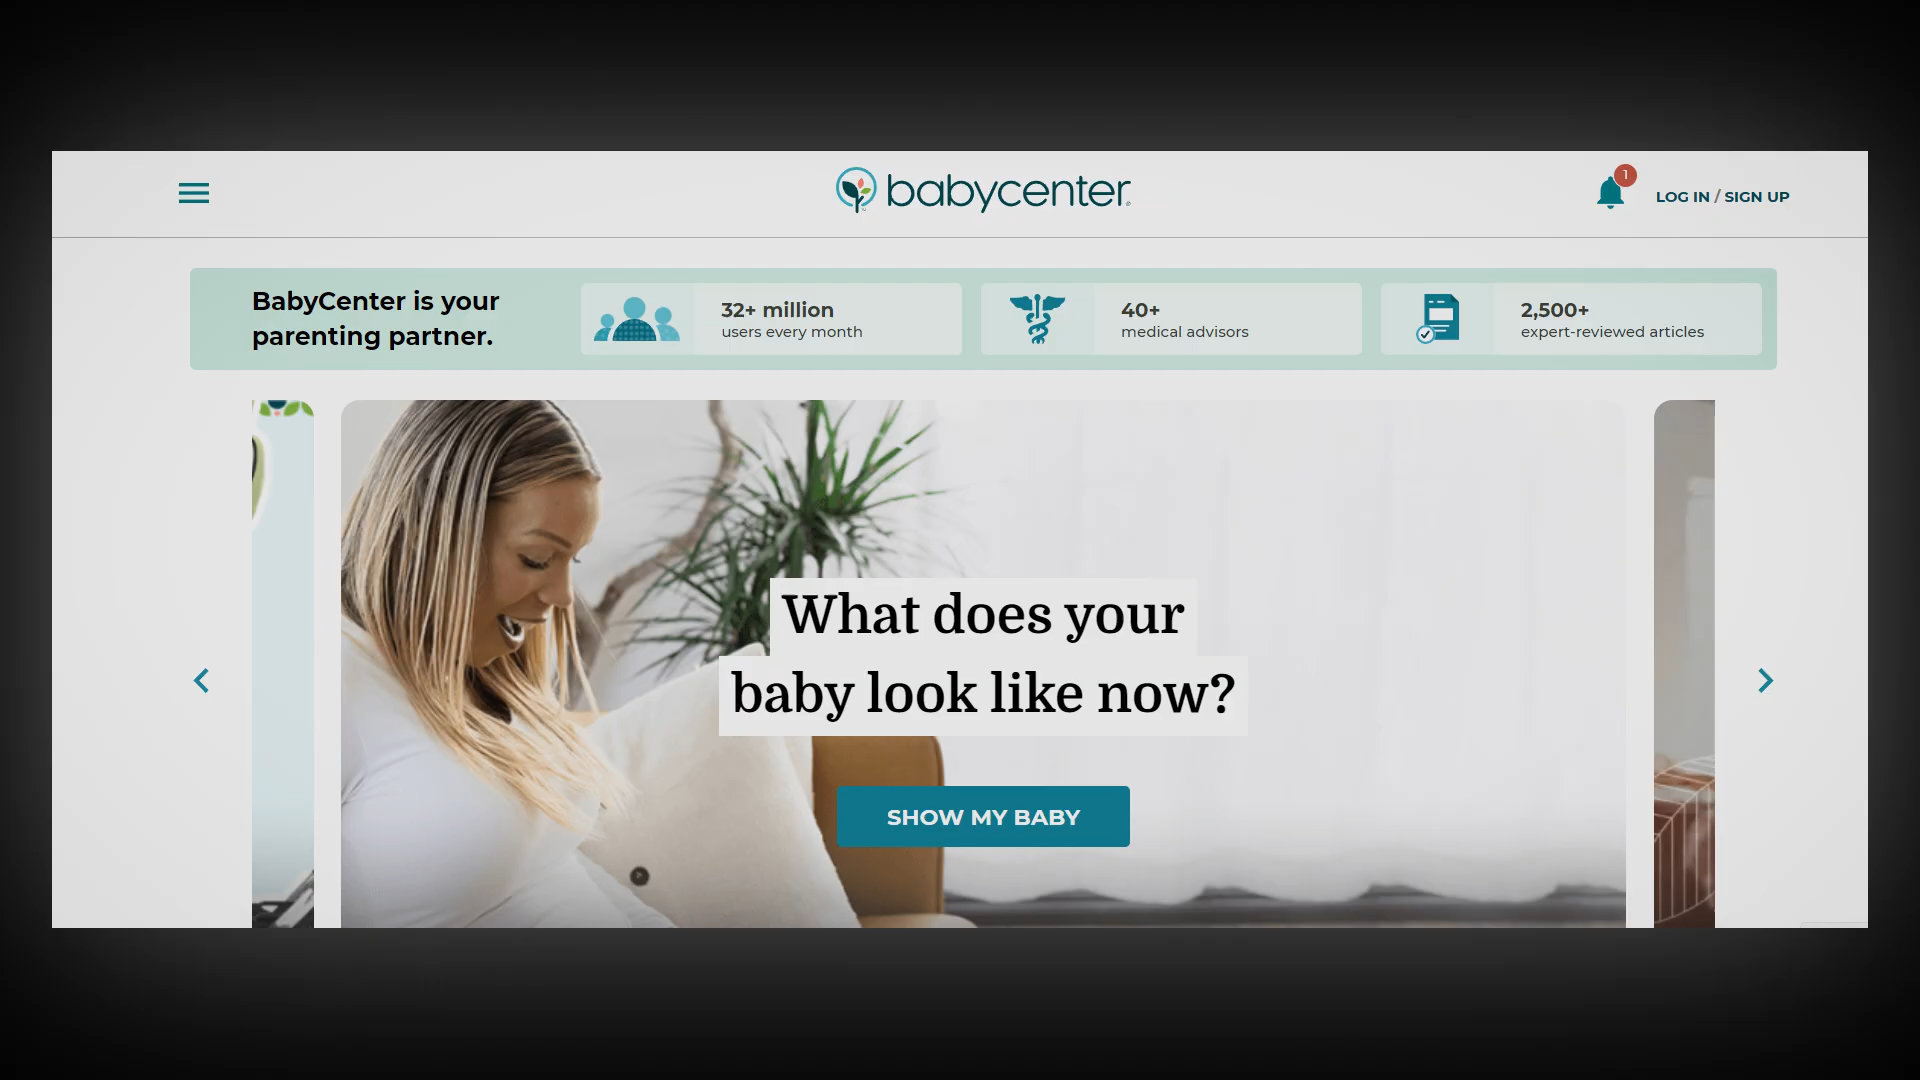 babycenter
1
LOG IN / SIGN UP
BabyCenter is your
parenting partner.
32+ million
users every month
40+
medical advisors
2,500+
expert-reviewed articles
What does your
baby look like now?
SHOW MY BABY